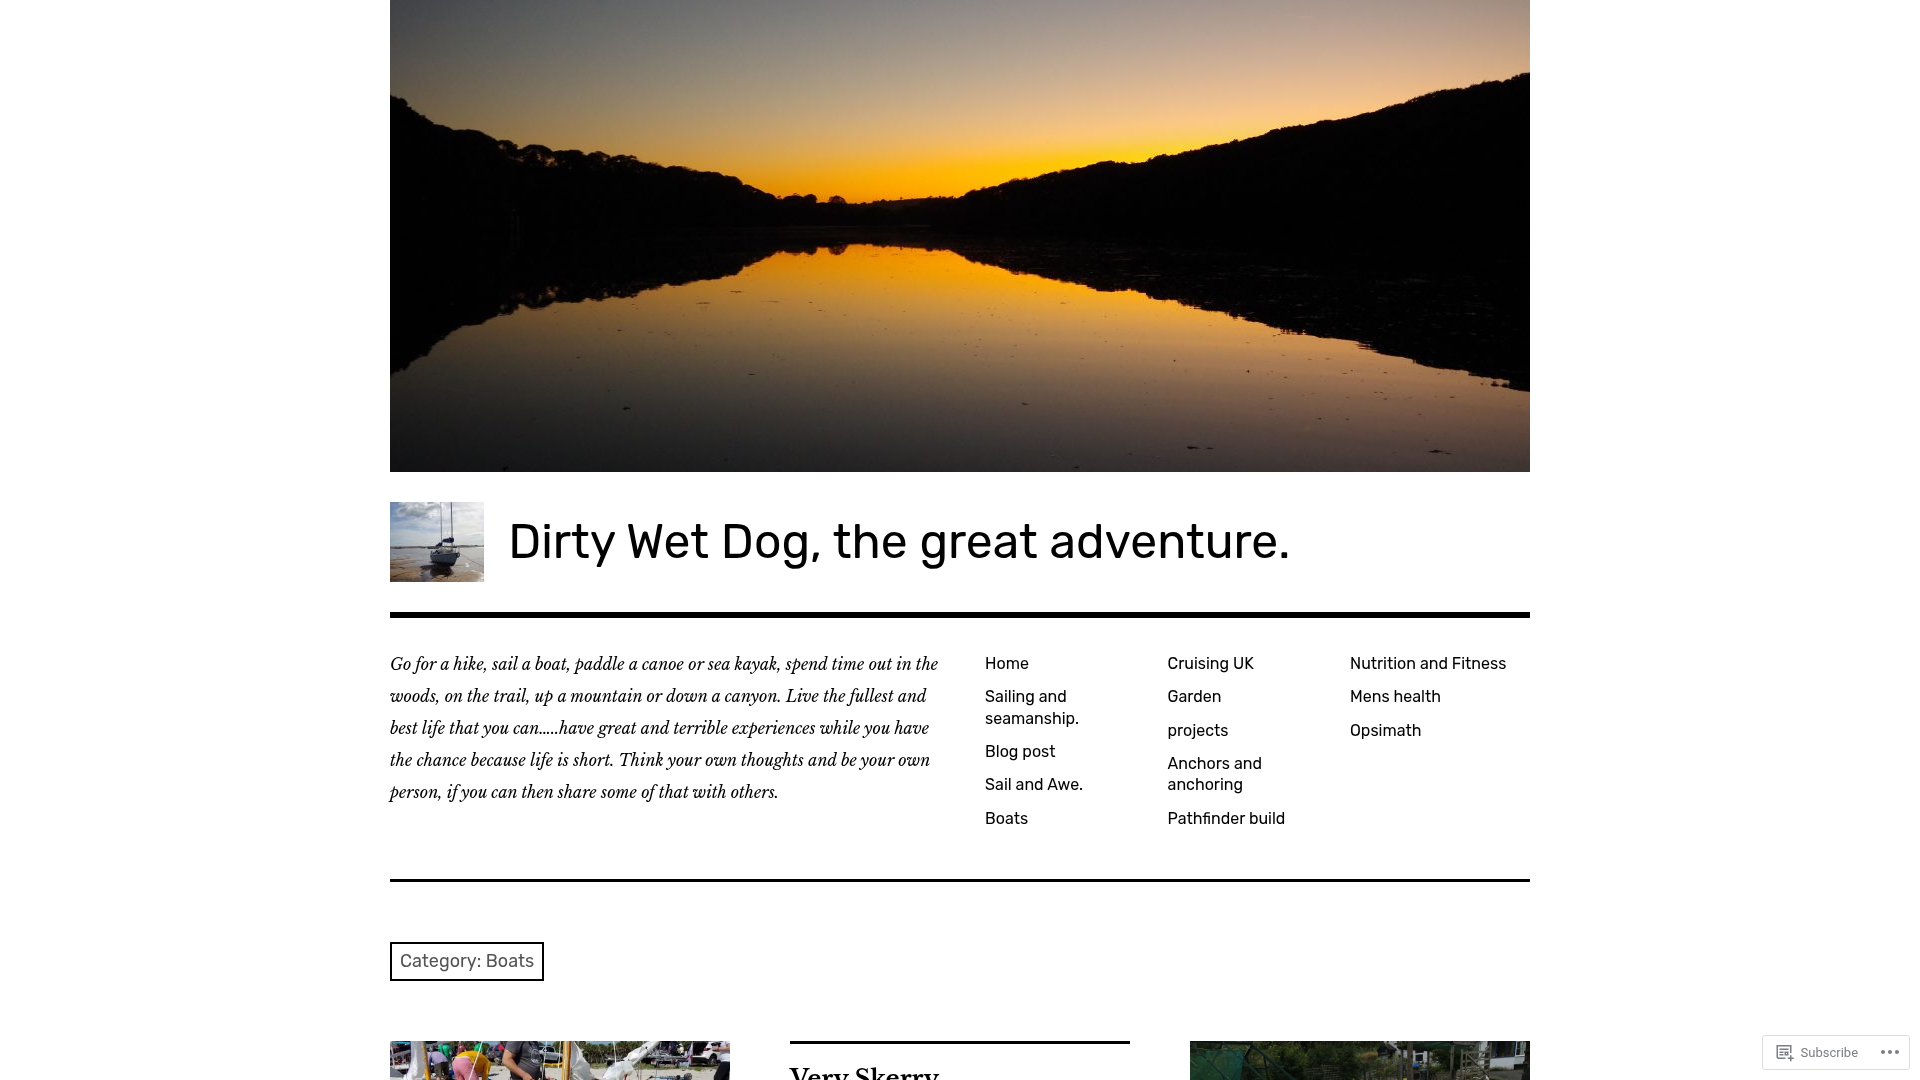 Dirty Wet Dog, the great adventure.
Go for a hike, sail a boat, paddle a canoe or sea kayak, spend time out in the
woods, on the trail, up a mountain or down a canyon. Live the fullest and
best life that you can…..have great and terrible experiences while you have
the chance because life is short. Think your own thoughts and be your own
person, if you can then share some of that with others.
Home
Sailing and
seamanship.
Blog post
Sail and Awe.
Boats
Cruising UK
Garden
projects
Anchors and
anchoring
Pathfinder build
Nutrition and Fitness
Mens health
Opsimath
Category: Boats
Very Skerry
Subscribe